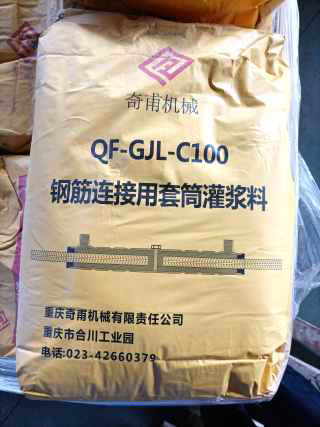 奇甫机械
QF-GJL-C100
钢筋连接用套筒灌浆料
重庆奇甫机械有限责任公司
重庆市合川工业园
电话:023-42660379